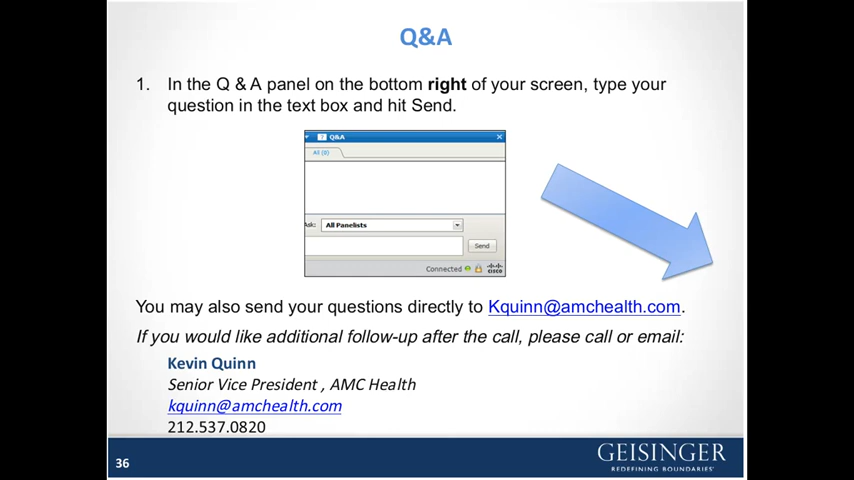 Q&A
1. In the Q & A panel on the bottom right of your screen, type your
question in the text box and hit Send.
? Q&A
All (0)
Ask: All Panelists
Send
Connected
CISCO
You may also send your questions directly to Kquinn@amchealth.com.
If you would like additional follow-up after the call, please call or email:
Kevin Quinn
Senior Vice President , AMC Health
kquinn@amchealth.com
212.537.0820
36
GEISINGER
REDEFINING BOUNDARIES